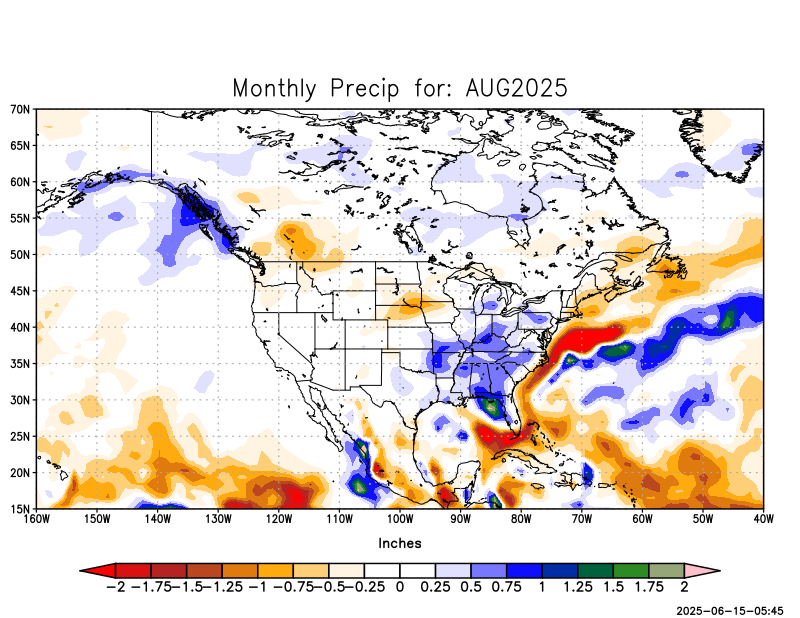 Monthly Precip for: AUG2025
70N
65N
60N
55N
50N
45N
40N
35N
30N
25N
20N
15N
160W 150W 140W 130W 120W 110W 100W 90W 80W 70W 60W 50W 40W
Inches
−2 −1.75 −1.5 −1.25 −1 −0.75 −0.5 −0.25 0 0.25 0.5 0.75 1 1.25 1.5 1.75 2
2025-06-15-05:45